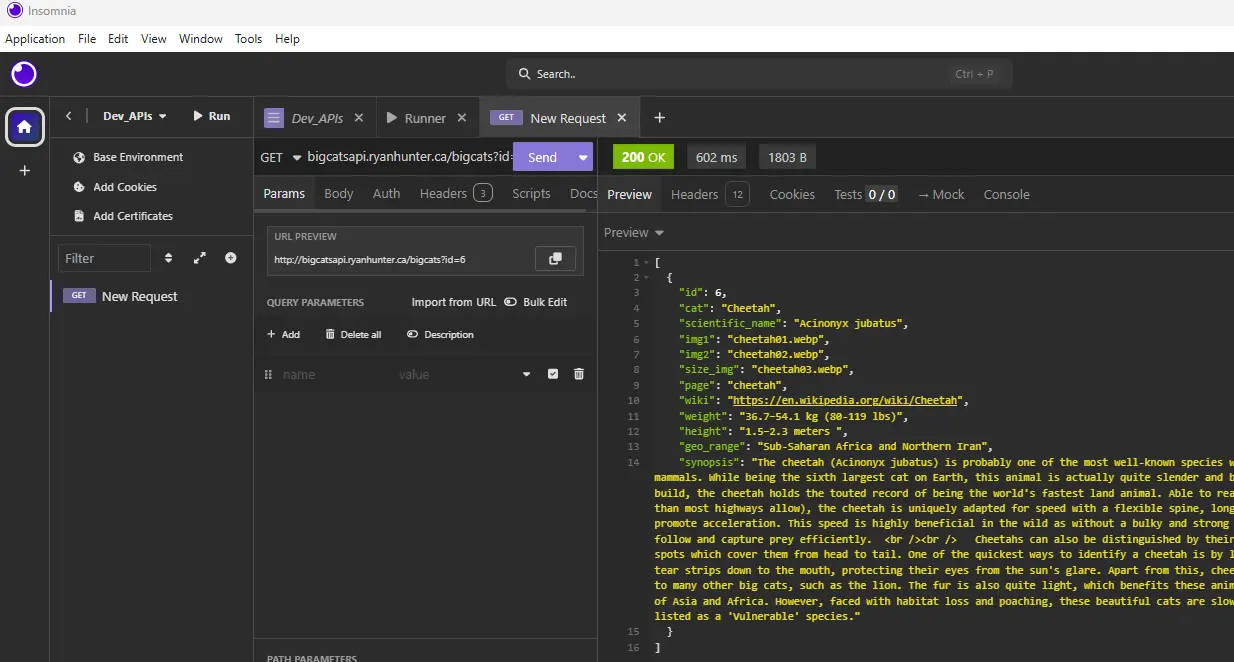 Insomnia
Application File Edit View Window Tools Help
Search.. Ctrl + P
Dev_APIs Run
Dev_APIs Runner GET New Request
Base Environment
Add Cookies
Add Certificates
Filter
GET New Request
GET bigcatsapi.ryanhunter.ca/bigcats?id= Send
Params Body Auth Headers 3 Scripts Docs
URL PREVIEW
http://bigcatsapi.ryanhunter.ca/bigcats?id=6
QUERY PARAMETERS Import from URL Bulk Edit
Add Delete all Description
name value
PATH PARAMETERS
200 OK 602 ms 1803 B
Preview Headers 12 Cookies Tests 0 / 0 → Mock Console
Preview
1 [
2 {
3 "id": 6,
4 "cat": "Cheetah",
5 "scientific_name": "Acinonyx jubatus",
6 "img1": "cheetah01.webp",
7 "img2": "cheetah02.webp",
8 "size_img": "cheetah03.webp",
9 "page": "cheetah",
10 "wiki": "https://en.wikipedia.org/wiki/Cheetah",
11 "weight": "36.7-54.1 kg (80-119 lbs)",
12 "height": "1.5-2.3 meters ",
13 "geo_range": "Sub-Saharan Africa and Northern Iran",
14 "synopsis": "The cheetah (Acinonyx jubatus) is probably one of the most well-known species
mammals. While being the sixth largest cat on Earth, this animal is actually quite slender and
build, the cheetah holds the touted record of being the world's fastest land animal. Able to
than most highways allow), the cheetah is uniquely adapted for speed with a flexible spine,
promote acceleration. This speed is highly beneficial in the wild as without a bulky and strong
follow and capture prey efficiently. <br /><br /> Cheetahs can also be distinguished by their
spots which cover them from head to tail. One of the quickest ways to identify a cheetah is by
tear strips down to the mouth, protecting their eyes from the sun's glare. Apart from this,
to many other big cats, such as the lion. The fur is also quite light, which benefits these
of Asia and Africa. However, faced with habitat loss and poaching, these beautiful cats are
listed as a 'Vulnerable' species."
15 }
16 ]